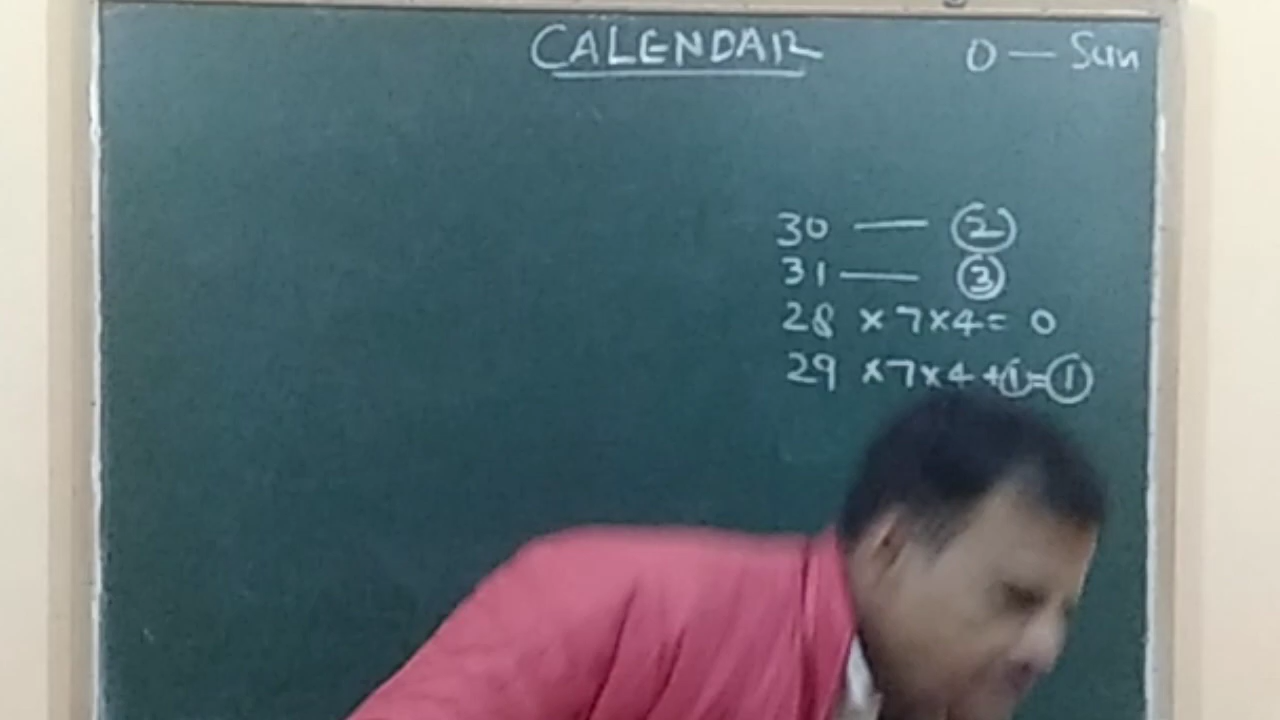 CALENDAR
0 — Sun
30 — 2
31 — 3
28 × 7 × 4 = 0
29 × 7 × 4 + 1 = 1